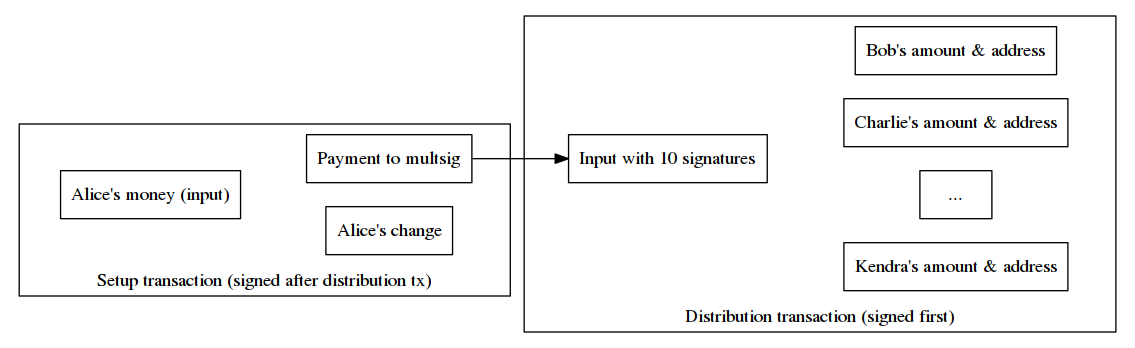 Alice's money (input)
Payment to multsig
Alice's change
Setup transaction (signed after distribution tx)
Input with 10 signatures
Bob's amount & address
Charlie's amount & address
...
Kendra's amount & address
Distribution transaction (signed first)